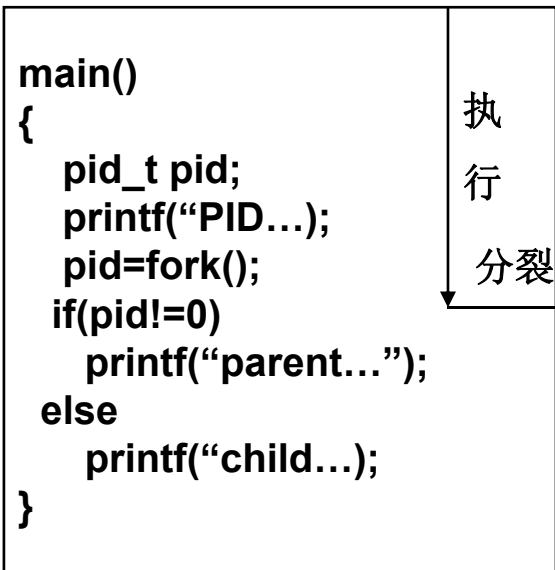 main()
{
pid_t pid;
printf(“PID…);
pid=fork();
if(pid!=0)
printf(“parent…”);
else
printf(“child…);
}
执
行
分裂